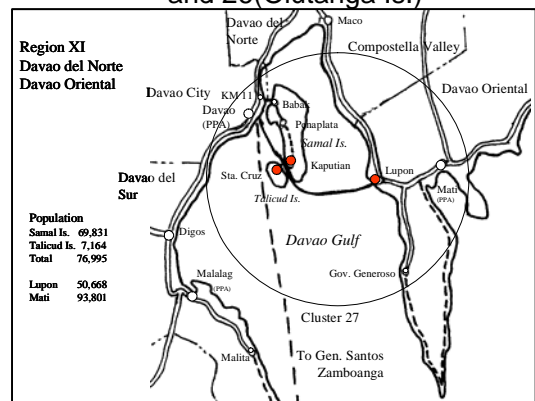 and 26(Olutanga Is.)
Region XI
Davao del Norte
Davao Oriental
Davao del
Norte
Maco
Compostella Valley
Davao City
KM 11
Davao Oriental
Babak
Davao
(PPA)
Penaplata
Samal Is.
Kaputian
Sta. Cruz
Lupon
Talicud Is.
Mati
(PPA)
Davao del
Sur
Population
Samal Is. 69,831
Talicud Is. 7,164
Total 76,995
Lupon 50,668
Mati 93,801
Digos
Davao Gulf
Malalag
(PPA)
Gov. Generoso
Cluster 27
Malita
To Gen. Santos
Zamboanga